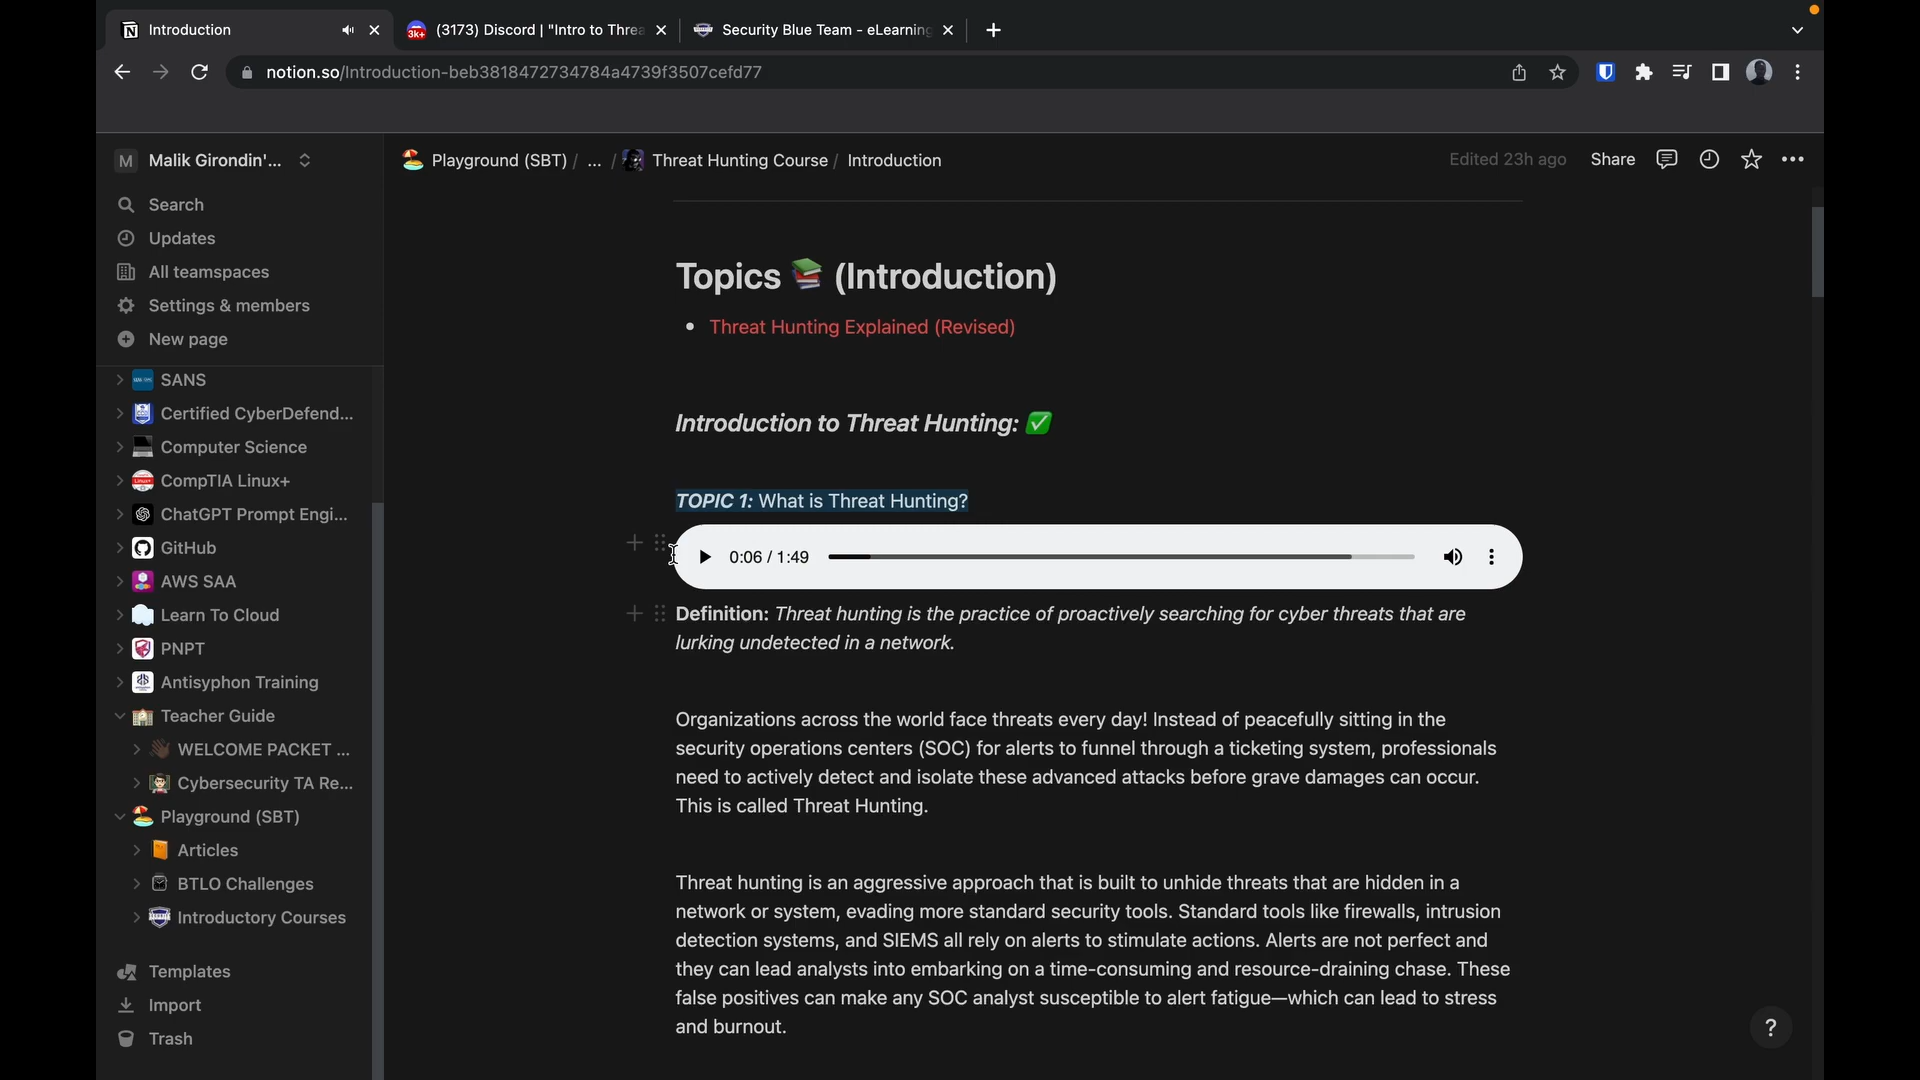 Introduction
(3173) Discord | "Intro to Threa
Security Blue Team - eLearning
notion.so/Introduction-beb3818472734784a4739f3507cefd77
M Malik Girondin'...
Playground (SBT) / ... / Threat Hunting Course / Introduction
Edited 23h ago Share
Search
Updates
All teamspaces
Settings & members
New page
SANS
Certified CyberDefend...
Computer Science
CompTIA Linux+
ChatGPT Prompt Engi...
GitHub
AWS SAA
Learn To Cloud
PNPT
Antisyphon Training
Teacher Guide
WELCOME PACKET ...
Cybersecurity TA Re...
Playground (SBT)
Articles
BTLO Challenges
Introductory Courses
Templates
Import
Trash
Topics 📚 (Introduction)
• Threat Hunting Explained (Revised)
Introduction to Threat Hunting: ✅
TOPIC 1: What is Threat Hunting?
0:06 / 1:49
Definition: Threat hunting is the practice of proactively searching for cyber threats that are
lurking undetected in a network.
Organizations across the world face threats every day! Instead of peacefully sitting in the
security operations centers (SOC) for alerts to funnel through a ticketing system, professionals
need to actively detect and isolate these advanced attacks before grave damages can occur.
This is called Threat Hunting.
Threat hunting is an aggressive approach that is built to unhide threats that are hidden in a
network or system, evading more standard security tools. Standard tools like firewalls, intrusion
detection systems, and SIEMS all rely on alerts to stimulate actions. Alerts are not perfect and
they can lead analysts into embarking on a time-consuming and resource-draining chase. These
false positives can make any SOC analyst susceptible to alert fatigue—which can lead to stress
and burnout.
?